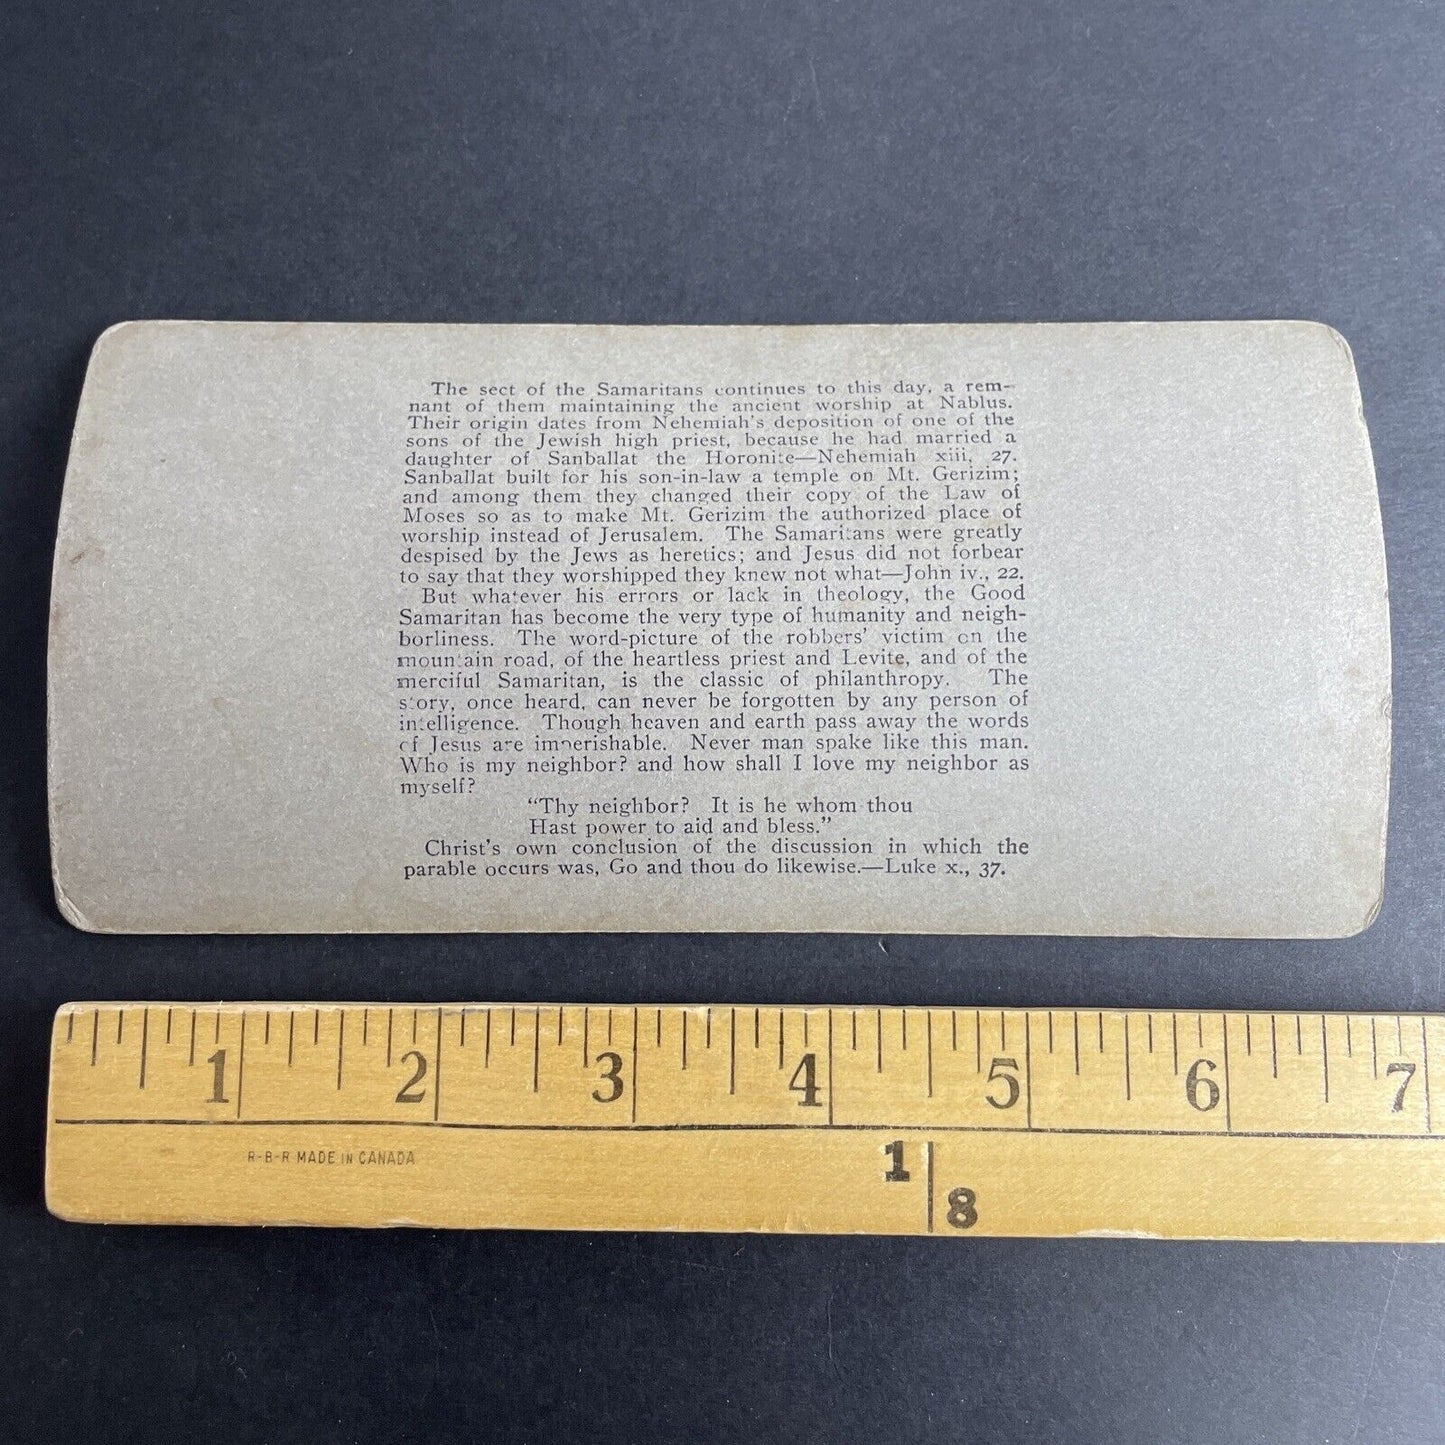 The sect of the Samaritans continues to this day, a rem-
nant of them maintaining the ancient worship at Nablus.
Their origin dates from Nehemiah's deposition of one of the
sons of the Jewish high priest, because he had married a
daughter of Sanballat the Horonite—Nehemiah xiii, 27.
Sanballat built for his son-in-law a temple on Mt. Gerizim;
and among them they changed their copy of the Law of
Moses so as to make Mt. Gerizim the authorized place of
worship instead of Jerusalem. The Samaritans were greatly
despised by the Jews as heretics; and Jesus did not forbear
to say that they worshipped they knew not what—John iv., 22.
But whatever his errors or lack in theology, the Good
Samaritan has become the very type of humanity and neigh-
borliness. The word-picture of the robbers' victim on the
mountain road, of the heartless priest and Levite, and of the
merciful Samaritan, is the classic of philanthropy. The
story, once heard, can never be forgotten by any person of
intelligence. Though heaven and earth pass away the words
of Jesus are imperishable. Never man spake like this man.
Who is my neighbor? and how shall I love my neighbor as
myself?
"Thy neighbor? It is he whom thou
Hast power to aid and bless."
Christ's own conclusion of the discussion in which the
parable occurs was, Go and thou do likewise.—Luke x., 37.
1 2 3 4 5 6 7
R-B-R MADE IN CANADA
1
8